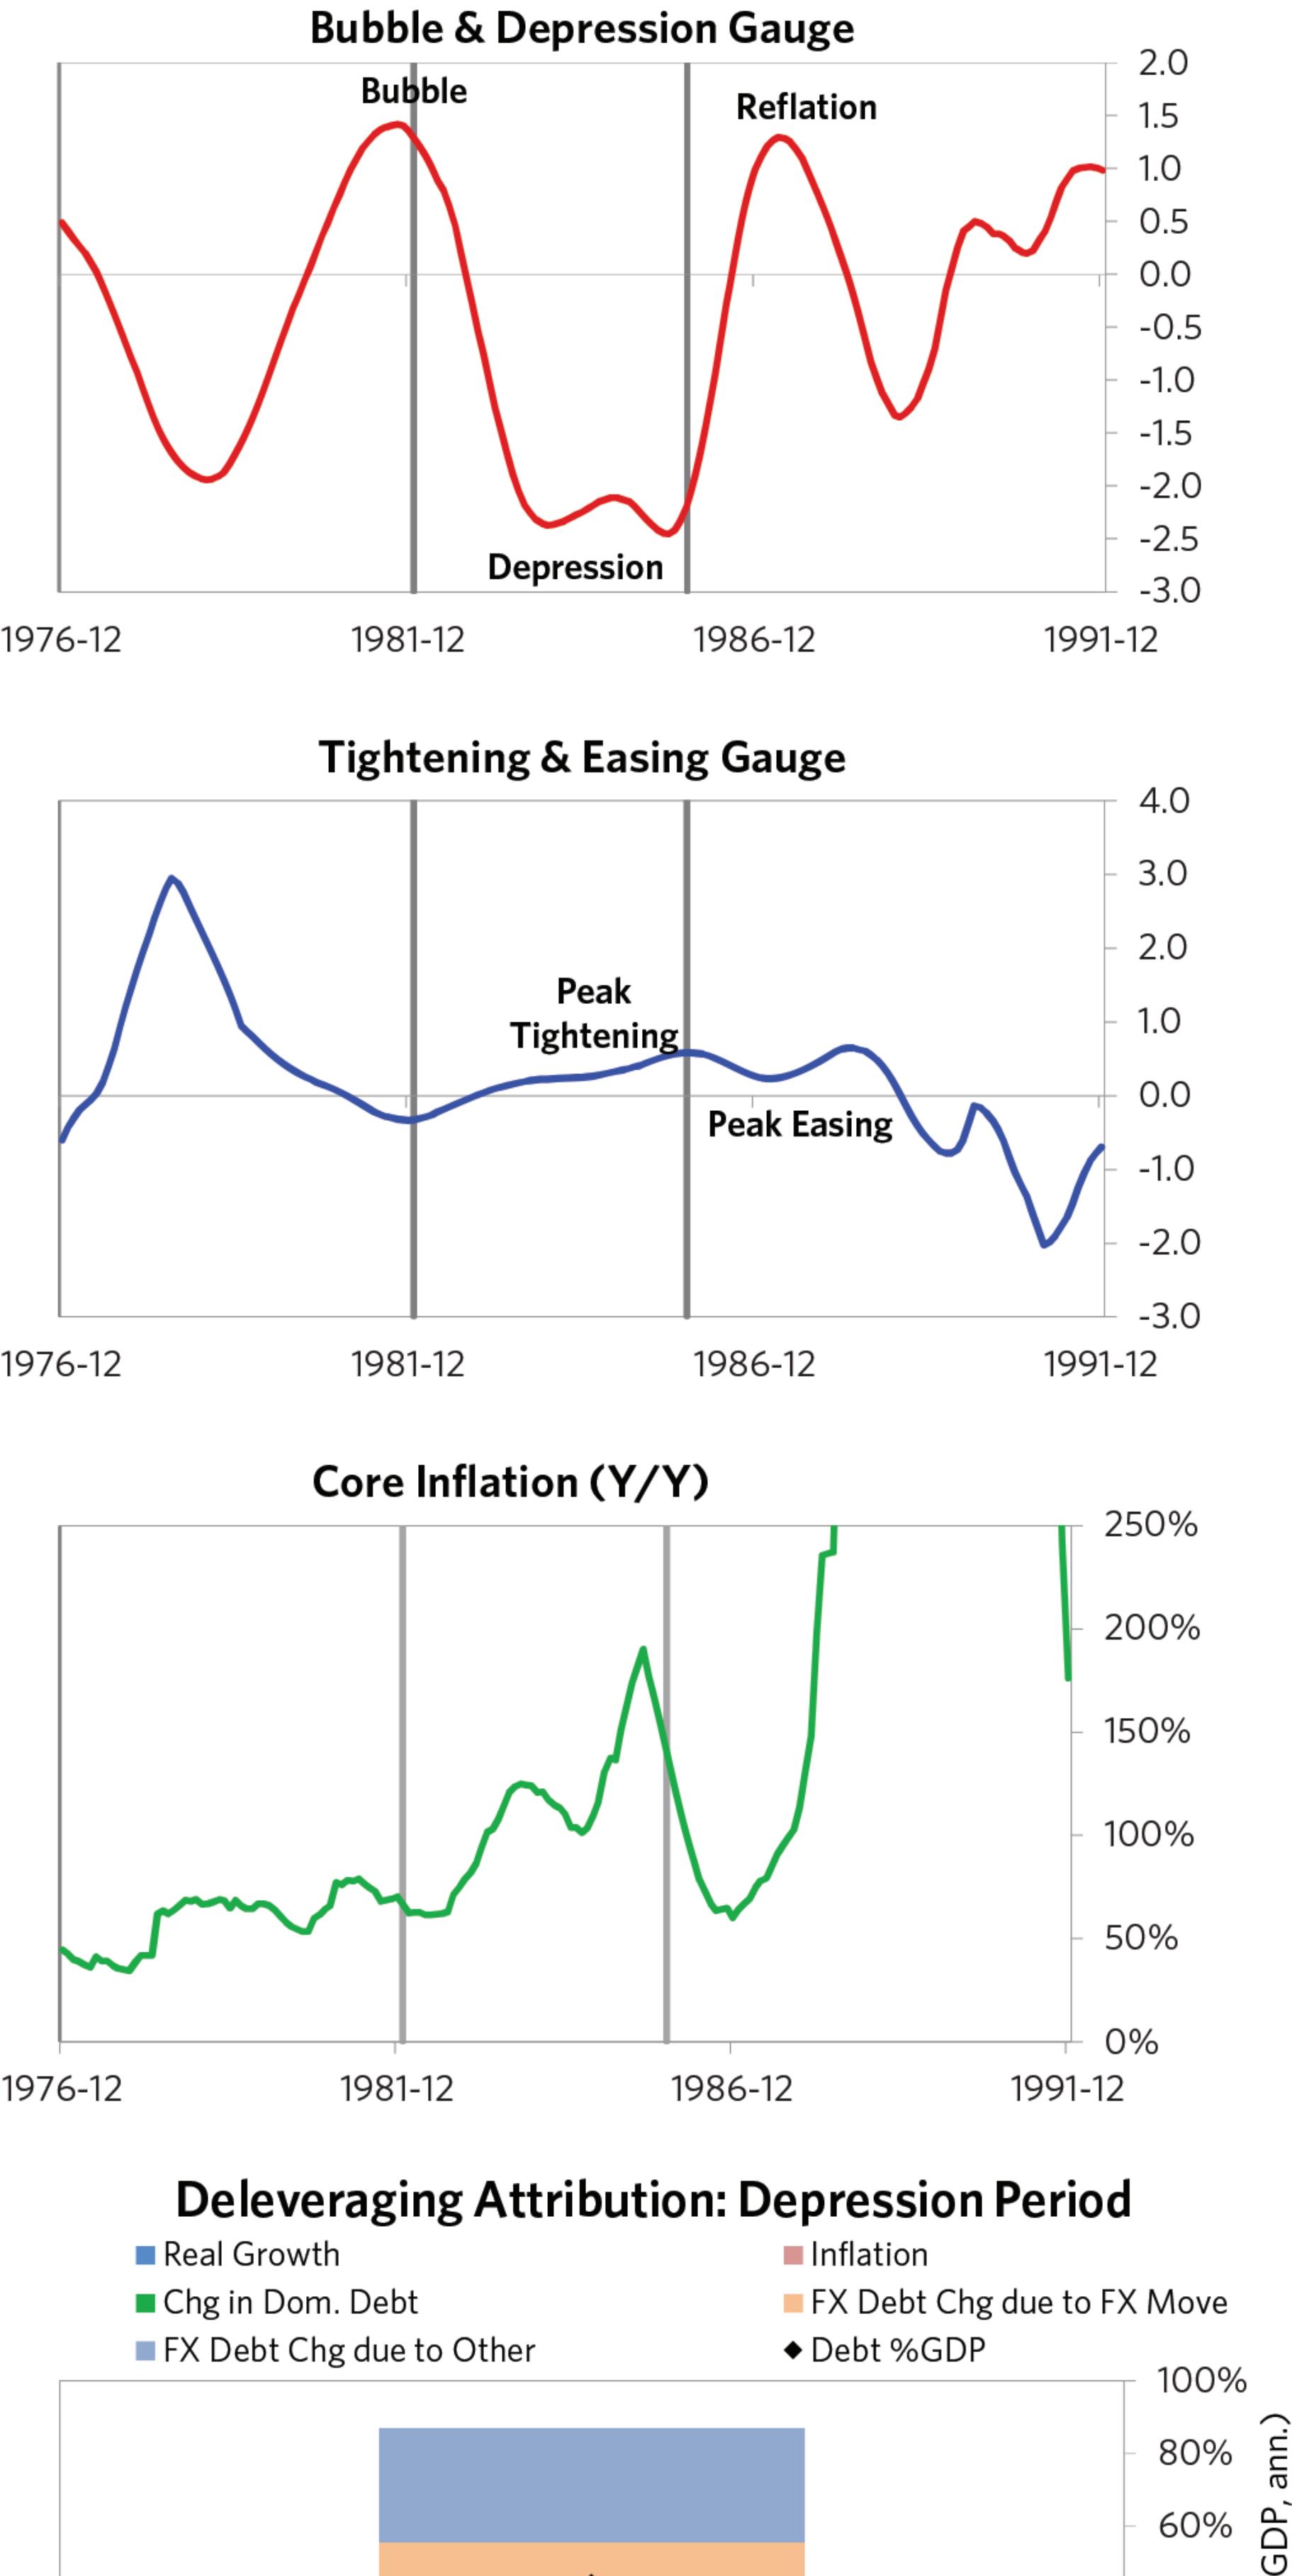 Bubble & Depression Gauge
Bubble
Reflation
Depression
2.0
1.5
1.0
0.5
0.0
-0.5
-1.0
-1.5
-2.0
-2.5
-3.0
1976-12 1981-12 1986-12 1991-12
Tightening & Easing Gauge
Peak
Tightening
Peak Easing
4.0
3.0
2.0
1.0
0.0
-1.0
-2.0
-3.0
1976-12 1981-12 1986-12 1991-12
Core Inflation (Y/Y)
250%
200%
150%
100%
50%
0%
1976-12 1981-12 1986-12 1991-12
Deleveraging Attribution: Depression Period
Real Growth Inflation
Chg in Dom. Debt FX Debt Chg due to FX Move
FX Debt Chg due to Other Debt %GDP
100%
80%
60%
GDP, ann.)